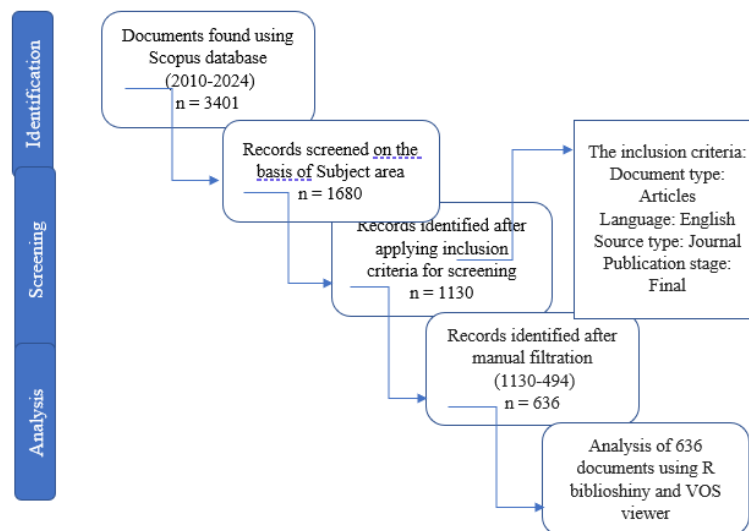 Identification
Screening
Analysis
Documents found using
Scopus database
(2010-2024)
n = 3401
Records screened on the
basis of Subject area
n = 1680
Records identified after
applying inclusion
criteria for screening
n = 1130
The inclusion criteria:
Document type:
Articles
Language: English
Source type: Journal
Publication stage:
Final
Records identified after
manual filtration
(1130-494)
n = 636
Analysis of 636
documents using R
biblioshiny and VOS
viewer